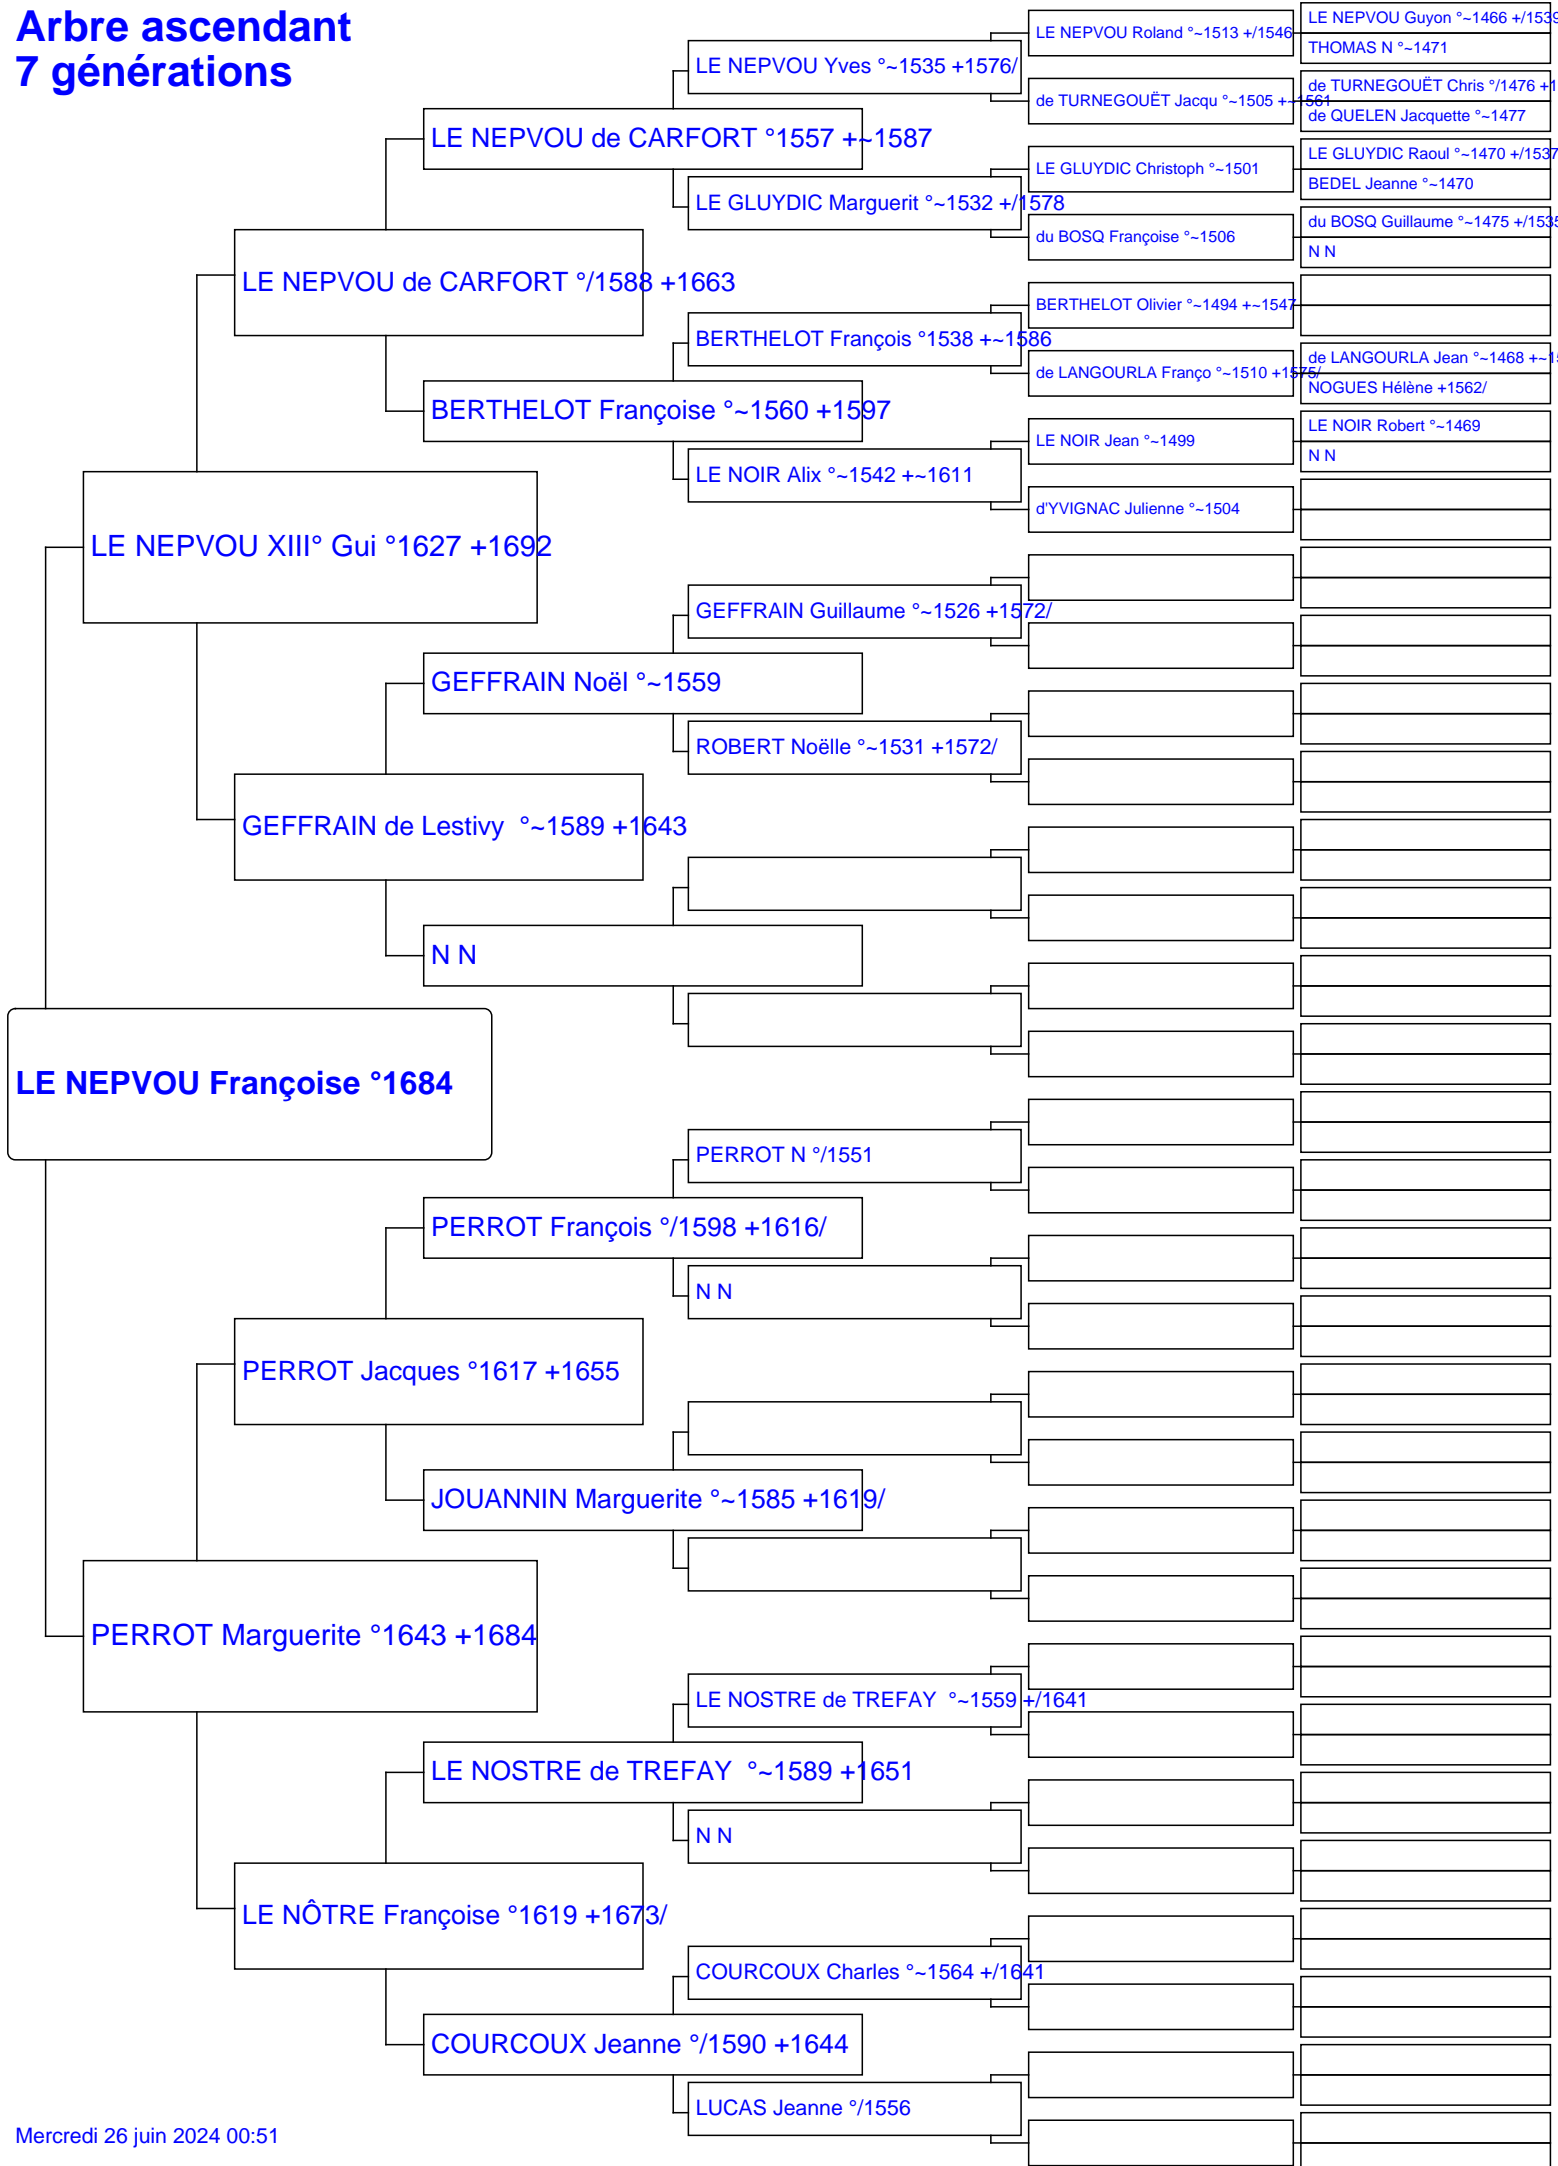 Arbre ascendant
7 générations
LE NEPVOU Guyon °~1466 +/1539
LE NEPVOU Roland °~1513 +/1546
THOMAS N °~1471
LE NEPVOU Yves °~1535 +1576/
de TURNEGOUËT Chris °/1476 +1
de TURNEGOUËT Jacqu °~1505 +~1561
de QUELEN Jacquette °~1477
LE NEPVOU de CARFORT °1557 +~1587
LE GLUYDIC Raoul °~1470 +/1537
LE GLUYDIC Christoph °~1501
BEDEL Jeanne °~1470
LE GLUYDIC Marguerit °~1532 +/1578
du BOSQ Guillaume °~1475 +/1535
du BOSQ Françoise °~1506
N N
LE NEPVOU de CARFORT °/1588 +1663
BERTHELOT Olivier °~1494 +~1547
BERTHELOT François °1538 +~1586
de LANGOURLA Jean °~1468 +~15
de LANGOURLA Franço °~1510 +1575/
NOGUES Hélène +1562/
BERTHELOT Françoise °~1560 +1597
LE NOIR Robert °~1469
LE NOIR Jean °~1499
N N
LE NOIR Alix °~1542 +~1611
d'YVIGNAC Julienne °~1504
LE NEPVOU XIII° Gui °1627 +1692
GEFFRAIN Guillaume °~1526 +1572/
GEFFRAIN Noël °~1559
ROBERT Noëlle °~1531 +1572/
GEFFRAIN de Lestivy °~1589 +1643
N N
LE NEPVOU Françoise °1684
PERROT N °/1551
PERROT François °/1598 +1616/
N N
PERROT Jacques °1617 +1655
JOUANNIN Marguerite °~1585 +1619/
PERROT Marguerite °1643 +1684
LE NOSTRE de TREFAY °~1559 +/1641
LE NOSTRE de TREFAY °~1589 +1651
N N
LE NÔTRE Françoise °1619 +1673/
COURCOUX Charles °~1564 +/1641
COURCOUX Jeanne °/1590 +1644
LUCAS Jeanne °/1556
Mercredi 26 juin 2024 00:51